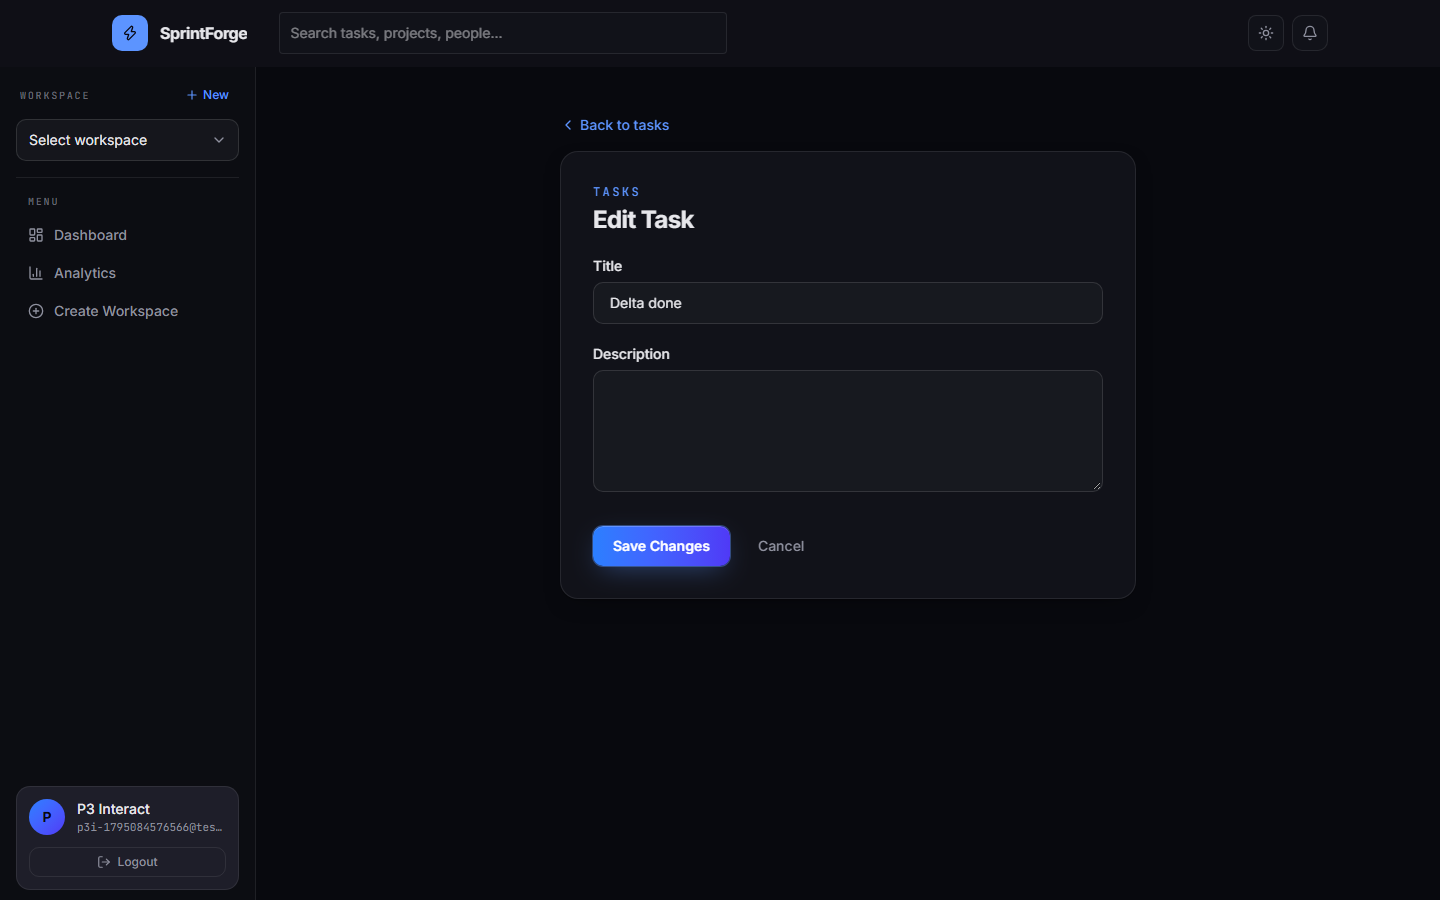 SprintForge
Search tasks, projects, people...
WORKSPACE
New
Select workspace
MENU
Dashboard
Analytics
Create Workspace
Back to tasks
TASKS
Edit Task
Title
Delta done
Description
Save Changes
Cancel
P
P3 Interact
p3i-1795084576566@tes…
Logout